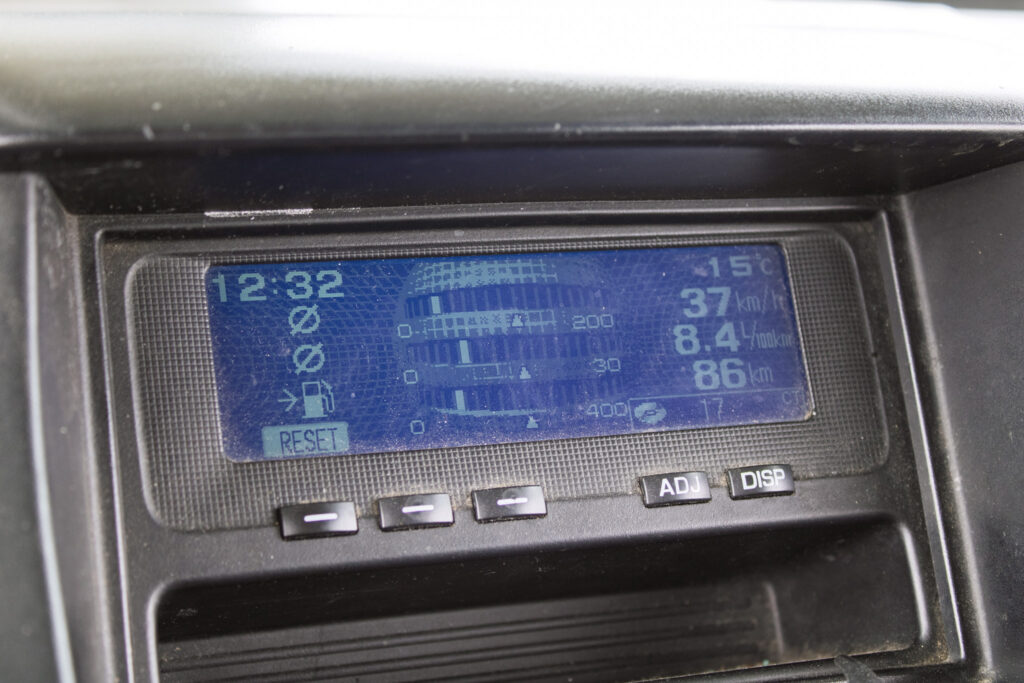 12:32
15°C
Ø
0
200
37 km/h
Ø
0
30
8.4 L/100km
0
400
86 km
RESET
17
CT
ADJ
DISP